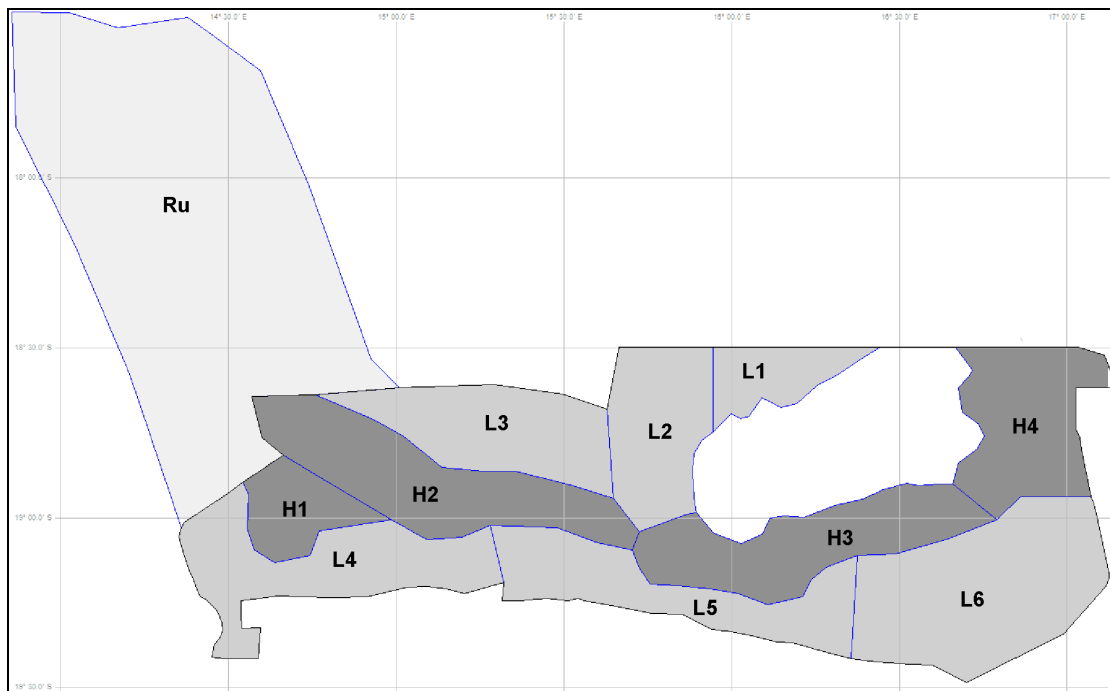 14° 30.0' E 15° 00.0' E 15° 30.0' E 16° 00.0' E 16° 30.0' E 17° 00.0' E
18° 00.0' S
Ru
18° 30.0' S
L1
L3
L2
H4
H2
H1
19° 00.0' S
H3
L4
L6
L5
19° 30.0' S